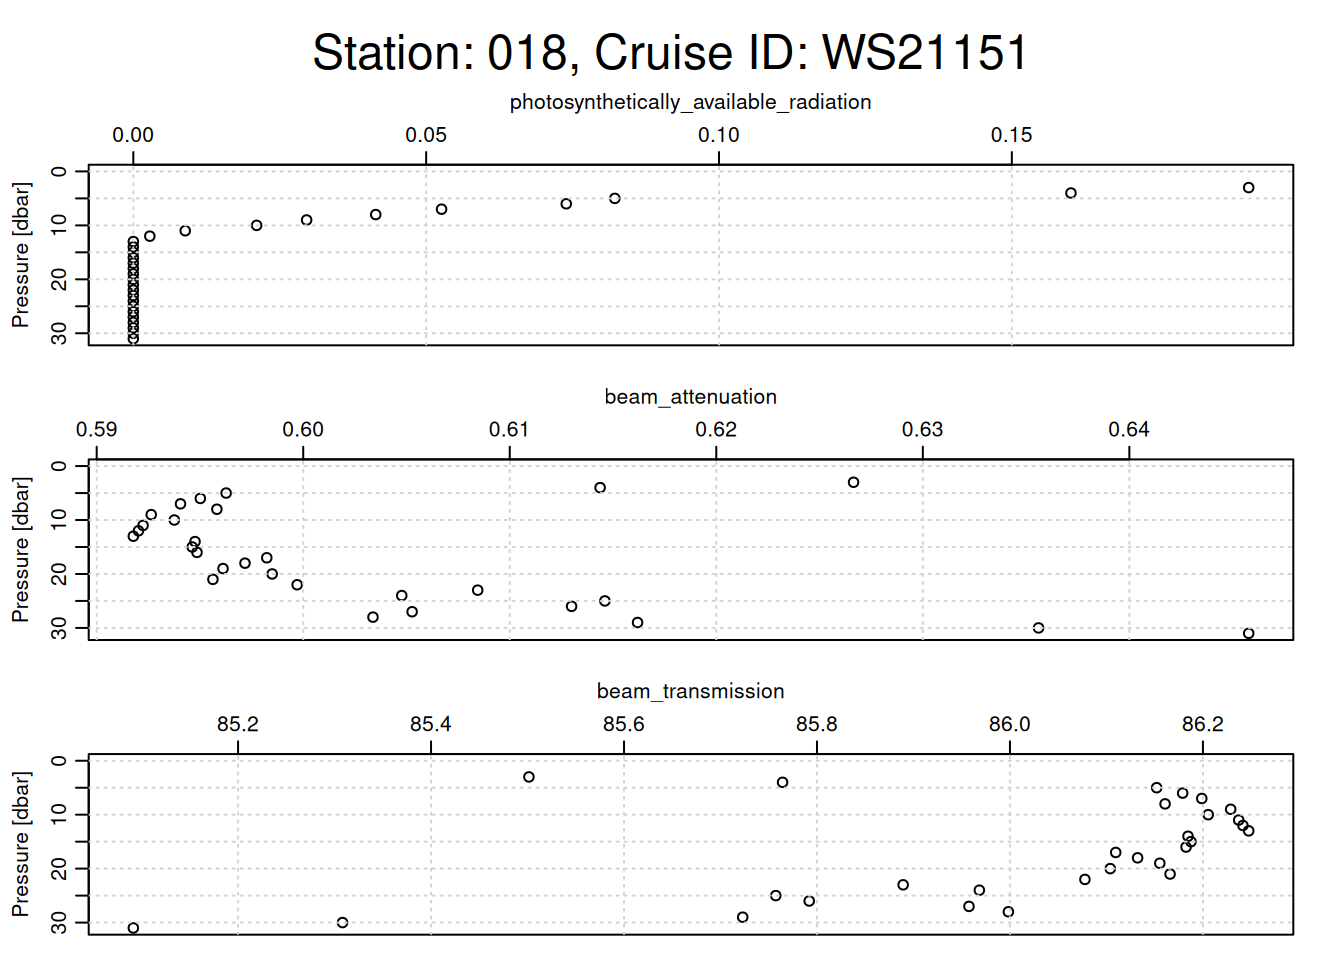 Station: 018, Cruise ID: WS21151
photosynthetically_available_radiation
0.00 0.05 0.10 0.15
Pressure [dbar]
0
10
20
30
beam_attenuation
0.59 0.60 0.61 0.62 0.63 0.64
Pressure [dbar]
0
10
20
30
beam_transmission
85.2 85.4 85.6 85.8 86.0 86.2
Pressure [dbar]
0
10
20
30